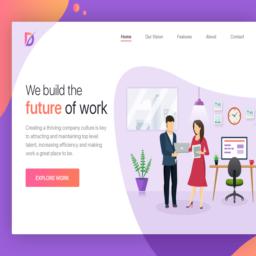 Home Our Vision Features About Contact
We build the
future of work
Creating a thriving company culture is key
to attracting and maintaining top level
talent, increasing efficiency and making
work a great place to be.
EXPLORE WORK